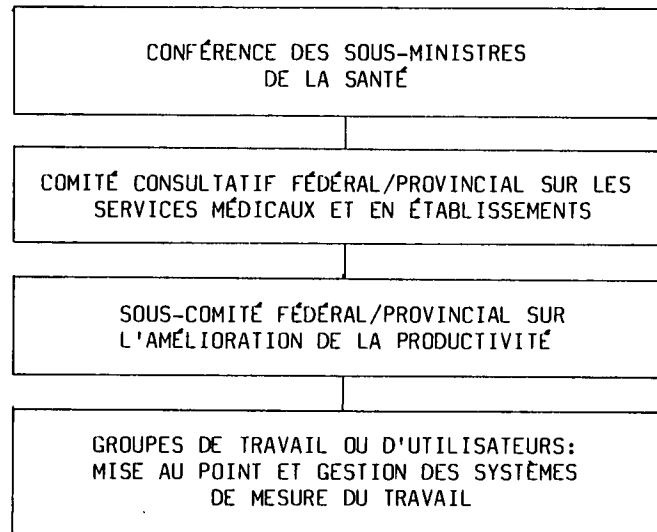 CONFÉRENCE DES SOUS-MINISTRES
DE LA SANTÉ
COMITÉ CONSULTATIF FÉDÉRAL/PROVINCIAL SUR LES
SERVICES MÉDICAUX ET EN ÉTABLISSEMENTS
SOUS-COMITÉ FÉDÉRAL/PROVINCIAL SUR
L'AMÉLIORATION DE LA PRODUCTIVITÉ
GROUPES DE TRAVAIL OU D'UTILISATEURS:
MISE AU POINT ET GESTION DES SYSTÈMES
DE MESURE DU TRAVAIL